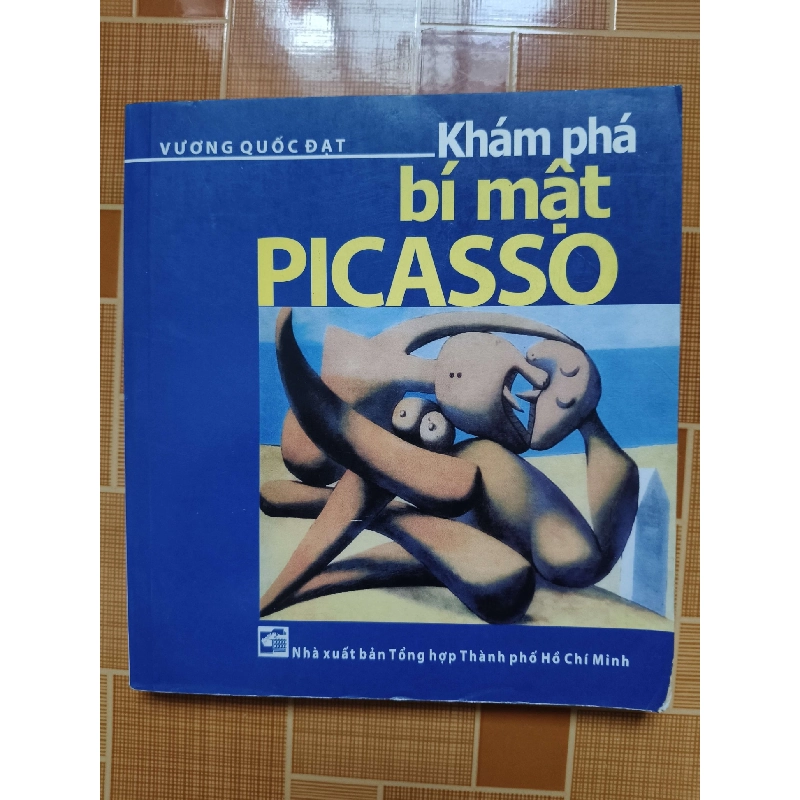 VƯƠNG QUỐC ĐẠT
Khám phá
bí mật
PICASSO
Nhà xuất bản Tổng hợp Thành phố Hồ Chí Minh